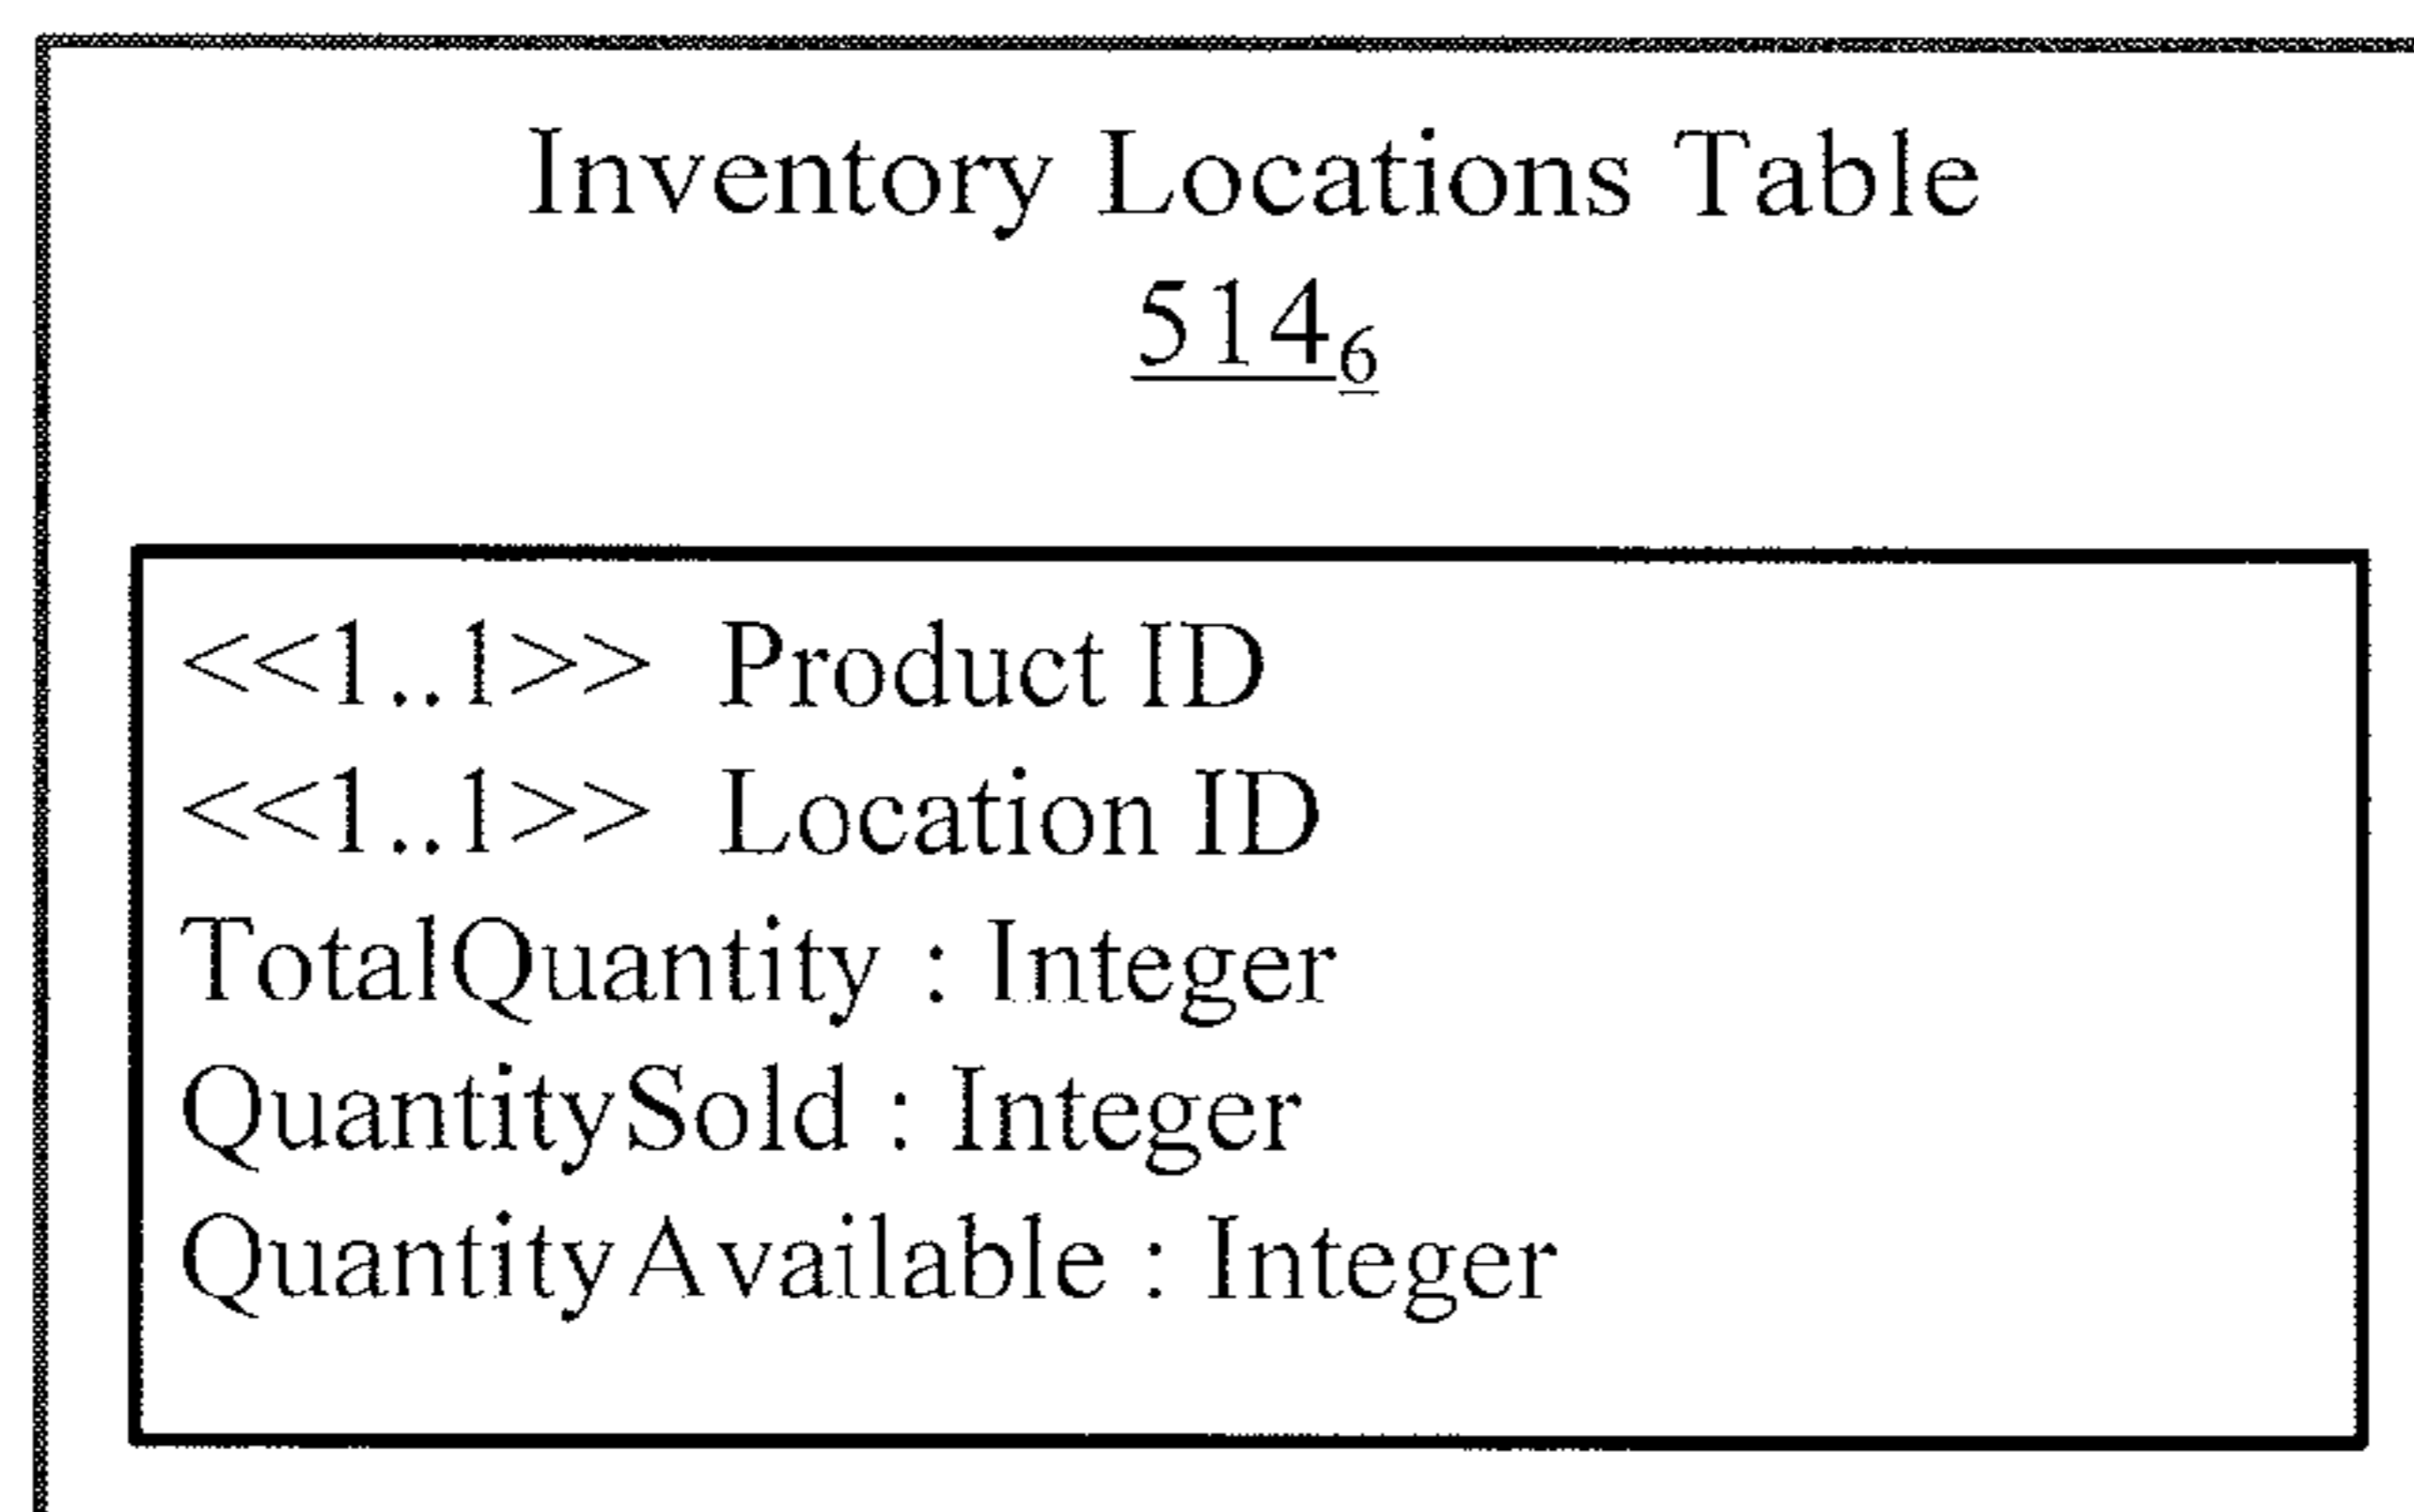 Inventory Locations Table
514₆
<<1..1>> Product ID
<<1..1>> Location ID
TotalQuantity : Integer
QuantitySold : Integer
QuantityAvailable : Integer